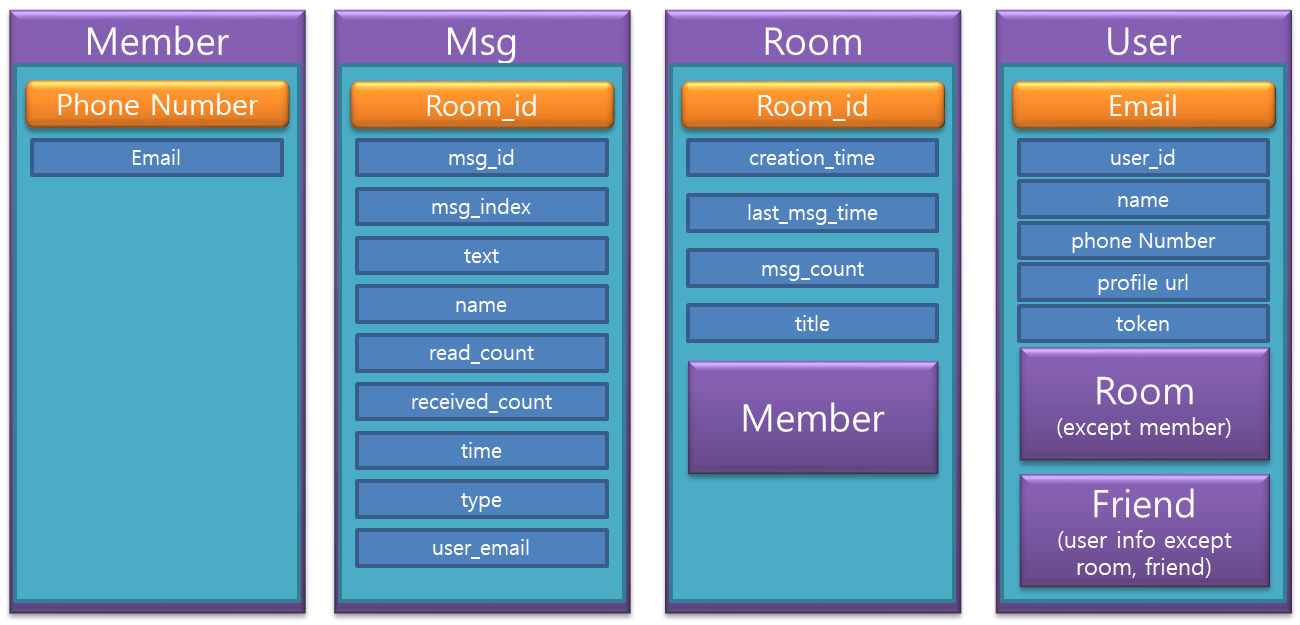 Member
Phone Number
Email
Msg
Room_id
msg_id
msg_index
text
name
read_count
received_count
time
type
user_email
Room
Room_id
creation_time
last_msg_time
msg_count
title
Member
User
Email
user_id
name
phone Number
profile url
token
Room
(except member)
Friend
(user info except
room, friend)